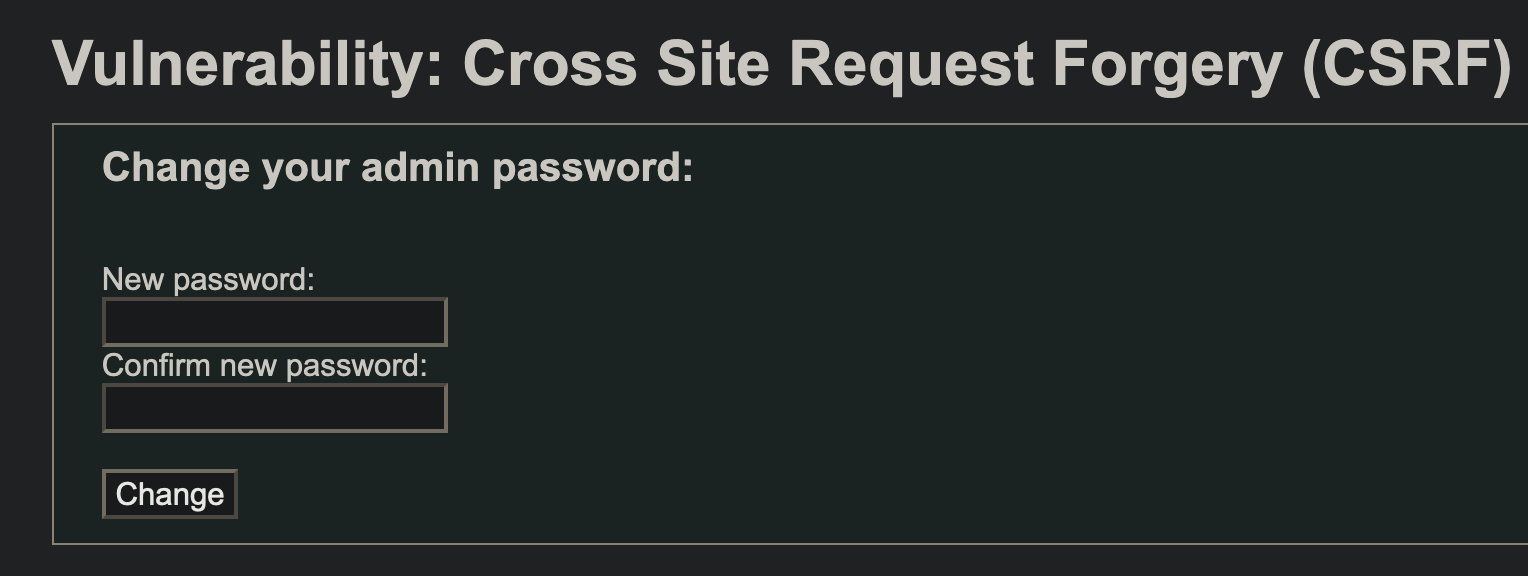 Vulnerability: Cross Site Request Forgery (CSRF)
Change your admin password:
New password:
Confirm new password:
Change